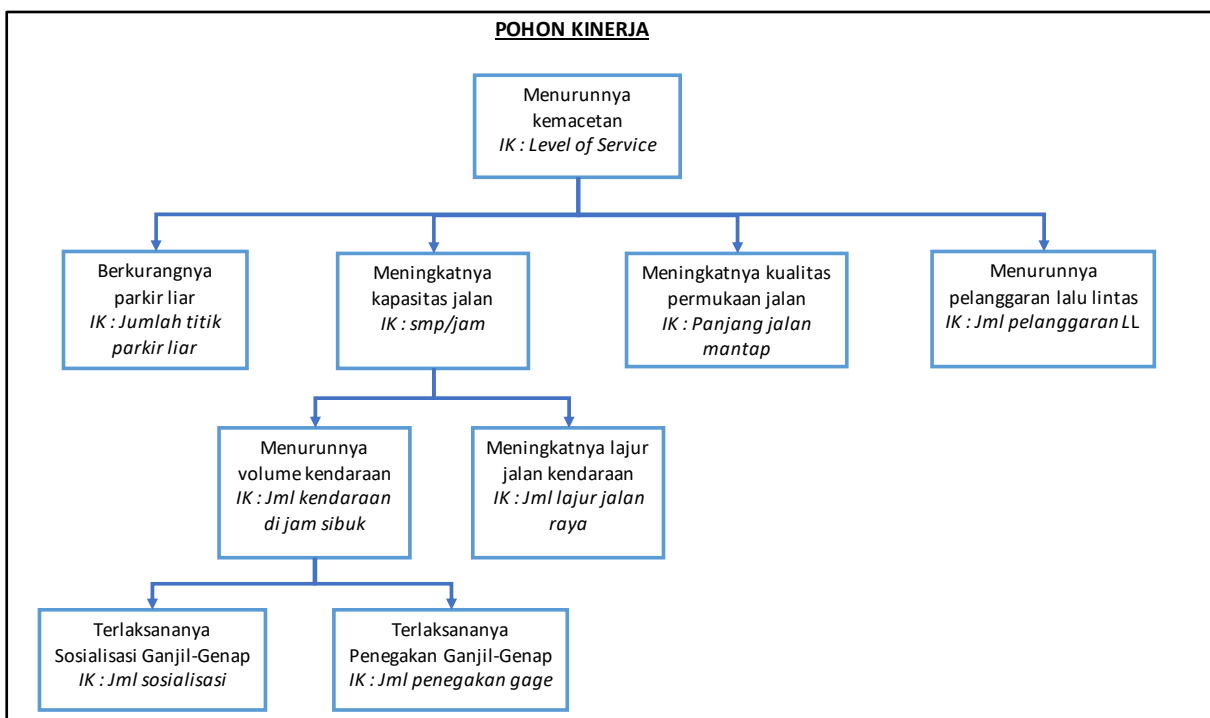 POHON KINERJA
Menurunnya
kemacetan
IK : Level of Service
Berkurangnya
parkir liar
IK : Jumlah titik
parkir liar
Meningkatnya
kapasitas jalan
IK : smp/jam
Meningkatnya kualitas
permukaan jalan
IK : Panjang jalan
mantap
Menurunnya
pelanggaran lalu lintas
IK : Jml pelanggaran LL
Menurunnya
volume kendaraan
IK : Jml kendaraan
di jam sibuk
Meningkatnya lajur
jalan kendaraan
IK : Jml lajur jalan
raya
Terlaksananya
Sosialisasi Ganjil-Genap
IK : Jml sosialisasi
Terlaksananya
Penegakan Ganjil-Genap
IK : Jml penegakan gage